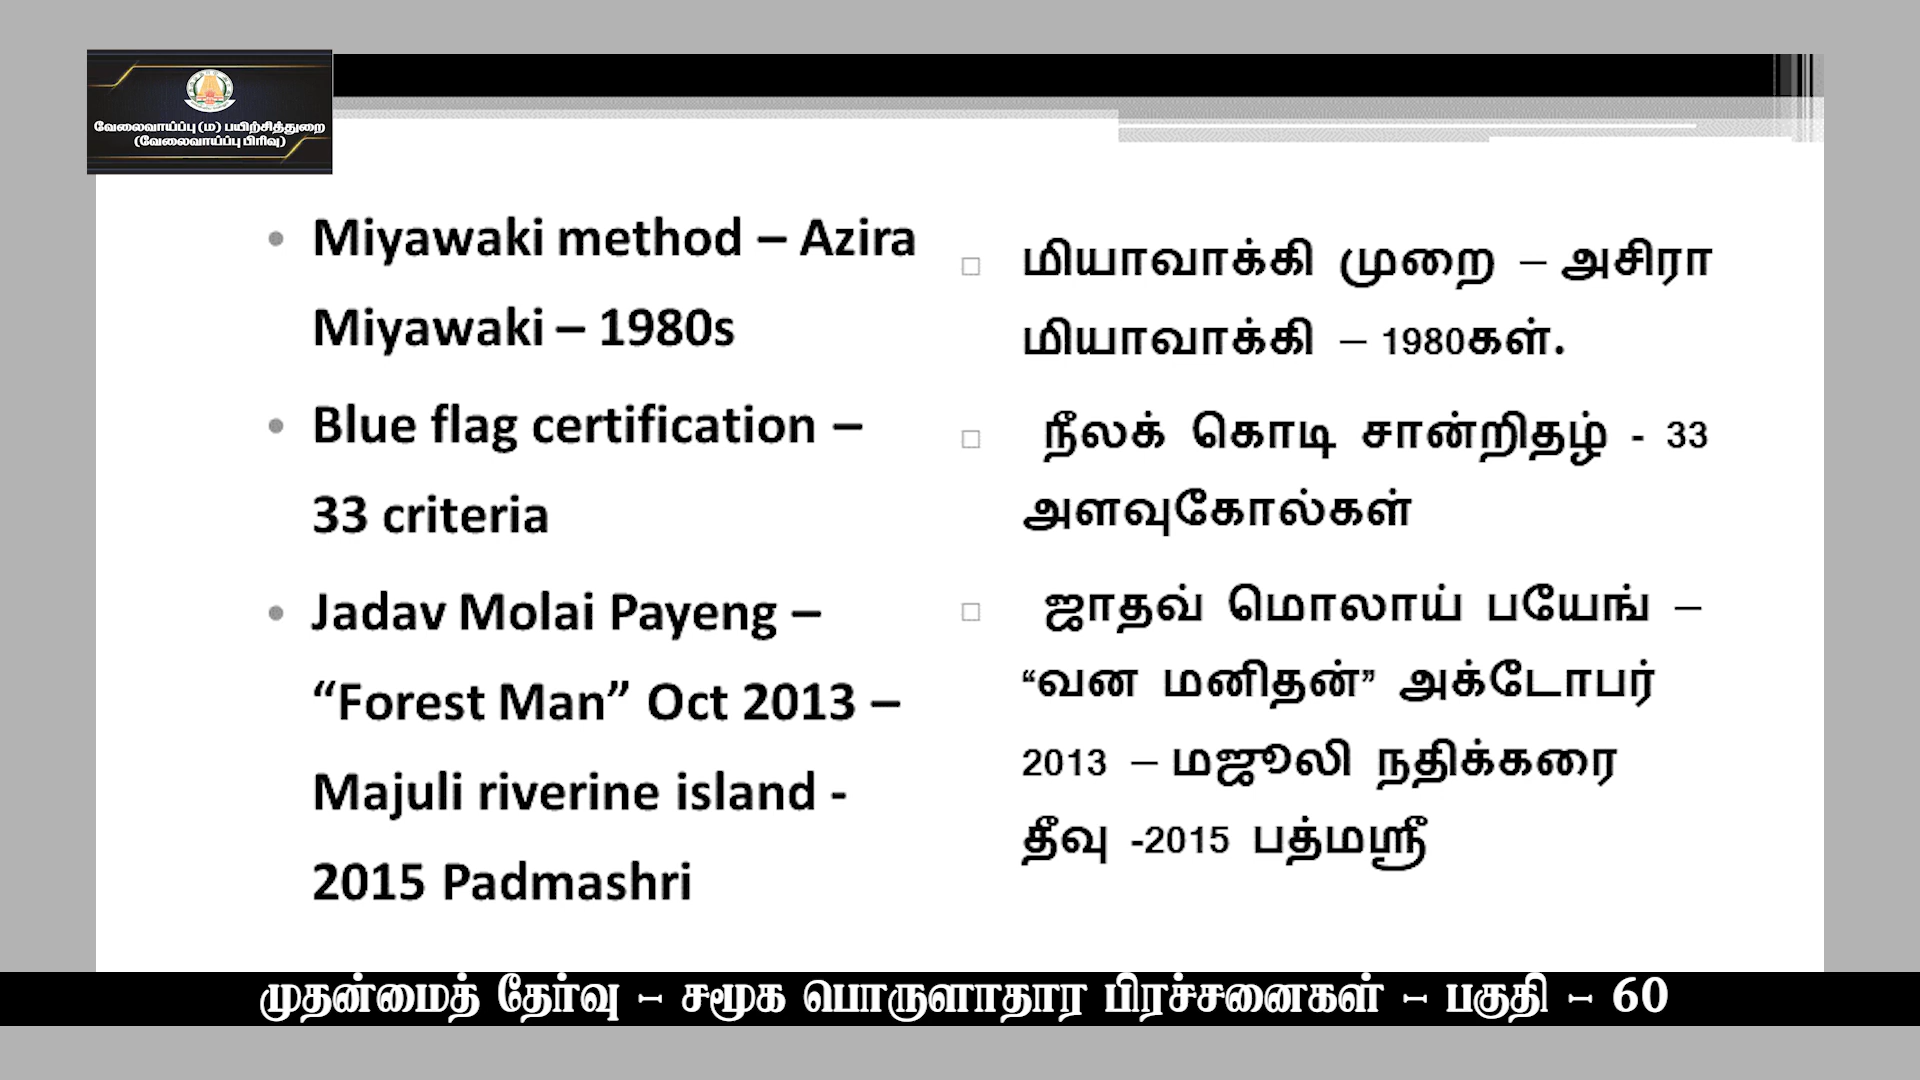 வேலைவாய்ப்பு (ம) பயிற்சித்துறை
(வேலைவாய்ப்பு பிரிவு)
• Miyawaki method – Azira
Miyawaki – 1980s
• Blue flag certification –
33 criteria
• Jadav Molai Payeng –
“Forest Man” Oct 2013 –
Majuli riverine island -
2015 Padmashri
□ மியாவாக்கி முறை – அசிரா
மியாவாக்கி – 1980கள்.
□ நீலக் கொடி சான்றிதழ் - 33
அளவுகோல்கள்
□ ஜாதவ் மொலாய் பயேங் –
“வன மனிதன்” அக்டோபர்
2013 – மஜூலி நதிக்கரை
தீவு -2015 பத்மஸ்ரீ
முதன்மைத் தேர்வு – சமூக பொருளாதார பிரச்சனைகள் – பகுதி – 60